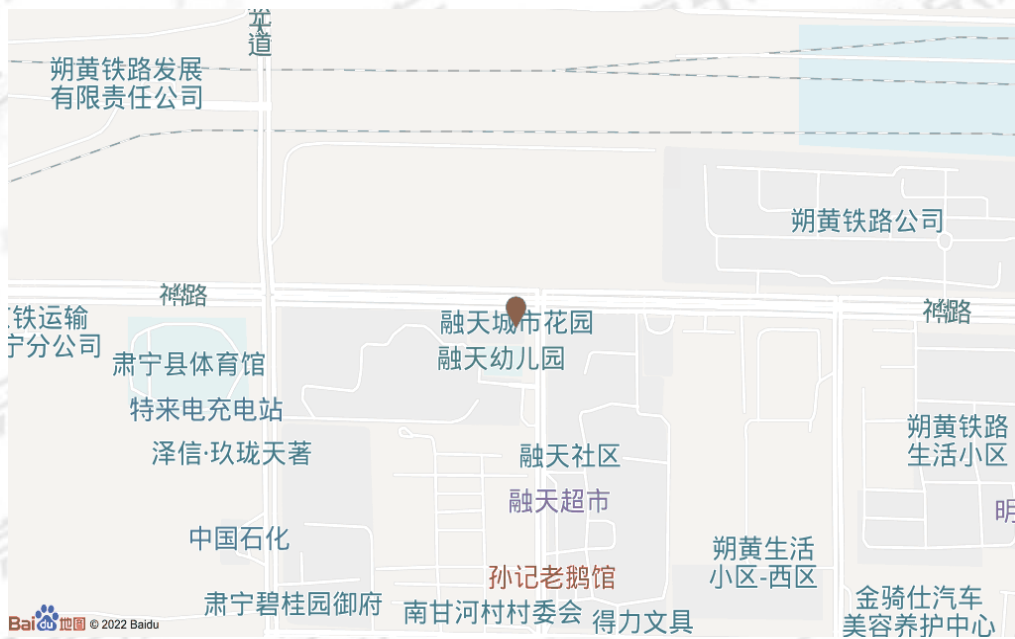 道
朔黄铁路发展
有限责任公司
朔黄铁路公司
神华路
神华路
铁运输
宁分公司
融天城市花园
融天幼儿园
肃宁县体育馆
特来电充电站
泽信·玖珑天著
朔黄铁路
生活小区
融天社区
融天超市
明
中国石化
朔黄生活
小区-西区
孙记老鹅馆
肃宁碧桂园御府
南甘河村村委会
得力文具
金骑仕汽车
美容养护中心
Bai du 地图 © 2022 Baidu